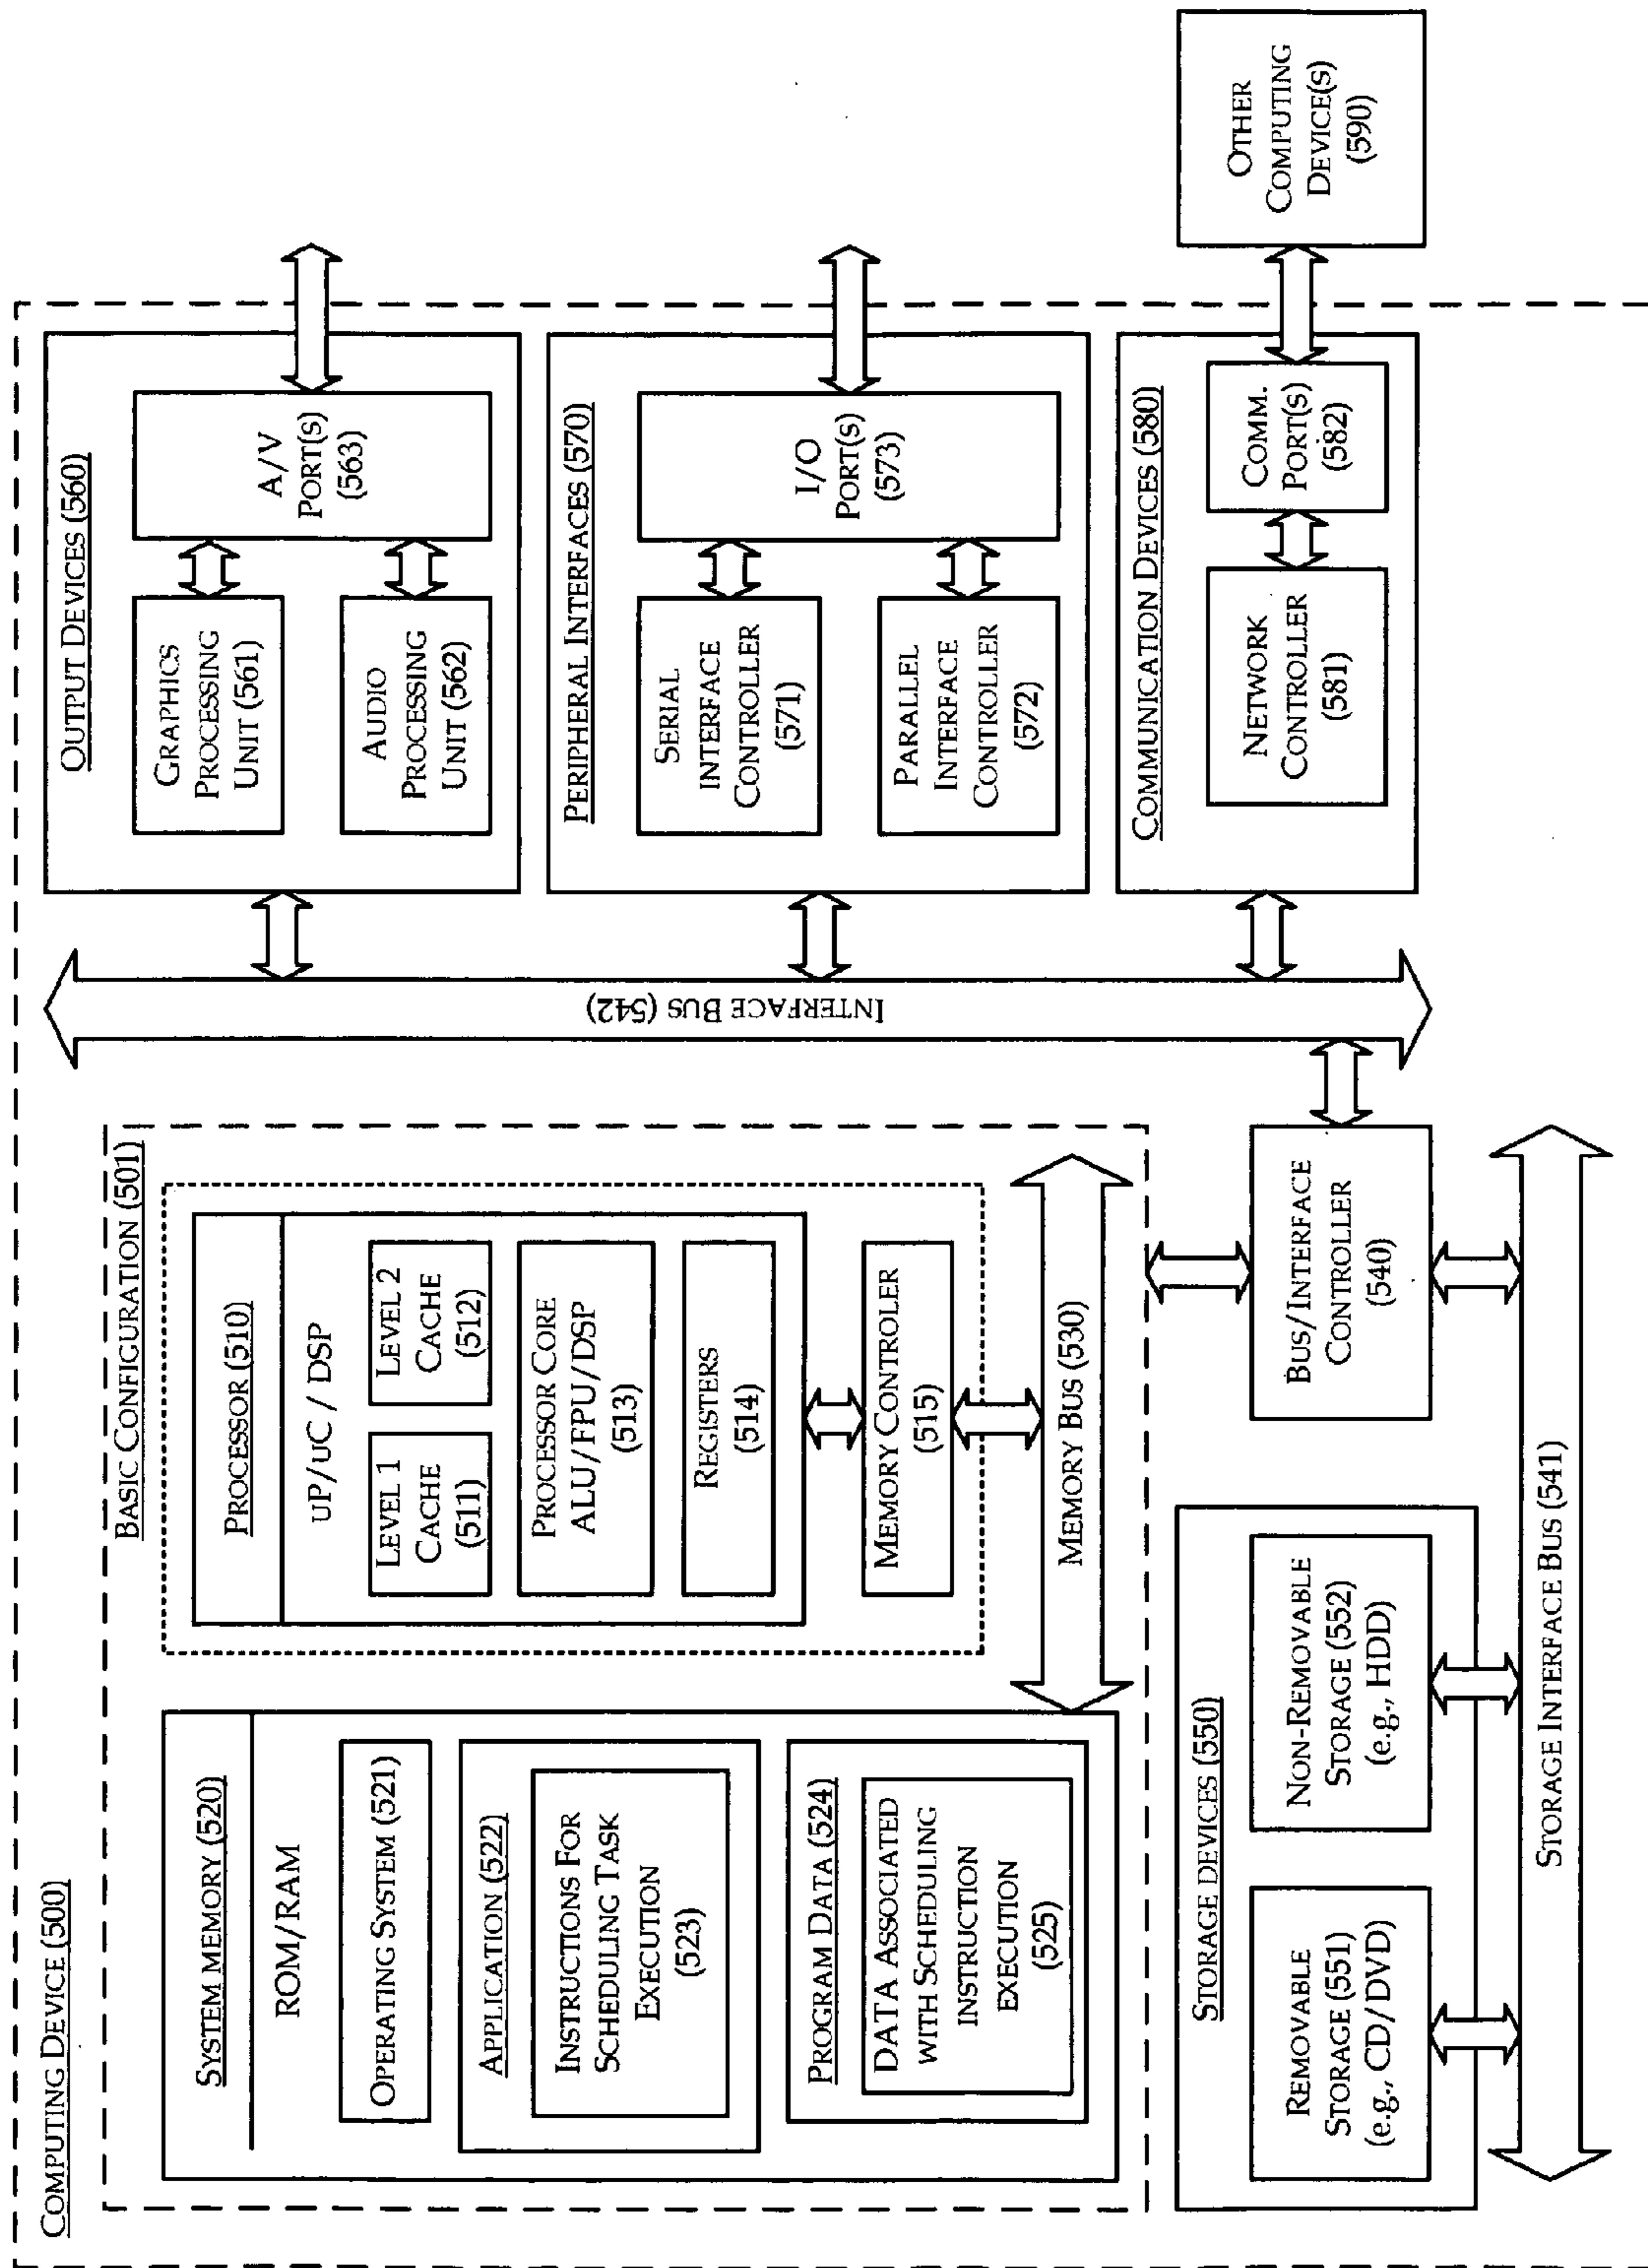 COMPUTING DEVICE (500)
BASIC CONFIGURATION (501)
SYSTEM MEMORY (520)
ROM/RAM
OPERATING SYSTEM (521)
APPLICATION (522)
INSTRUCTIONS FOR
SCHEDULING TASK
EXECUTION
(523)
PROGRAM DATA (524)
DATA ASSOCIATED
WITH SCHEDULING
INSTRUCTION
EXECUTION
(525)
PROCESSOR (510)
uP/uC / DSP
LEVEL 1
CACHE
(511)
LEVEL 2
CACHE
(512)
PROCESSOR CORE
ALU/FPU/DSP
(513)
REGISTERS
(514)
MEMORY CONTROLER
(515)
MEMORY BUS (530)
STORAGE DEVICES (550)
REMOVABLE
STORAGE (551)
(e.g., CD/DVD)
NON-REMOVABLE
STORAGE (552)
(e.g., HDD)
BUS/INTERFACE
CONTROLLER
(540)
STORAGE INTERFACE BUS (541)
INTERFACE BUS (542)
OUTPUT DEVICES (560)
GRAPHICS
PROCESSING
UNIT (561)
AUDIO
PROCESSING
UNIT (562)
A/V
PORT(S)
(563)
PERIPHERAL INTERFACES (570)
SERIAL
INTERFACE
CONTROLLER
(571)
PARALLEL
INTERFACE
CONTROLLER
(572)
I/O
PORT(S)
(573)
COMMUNICATION DEVICES (580)
NETWORK
CONTROLLER
(581)
COMM.
PORT(S)
(582)
OTHER
COMPUTING
DEVICE(S)
(590)